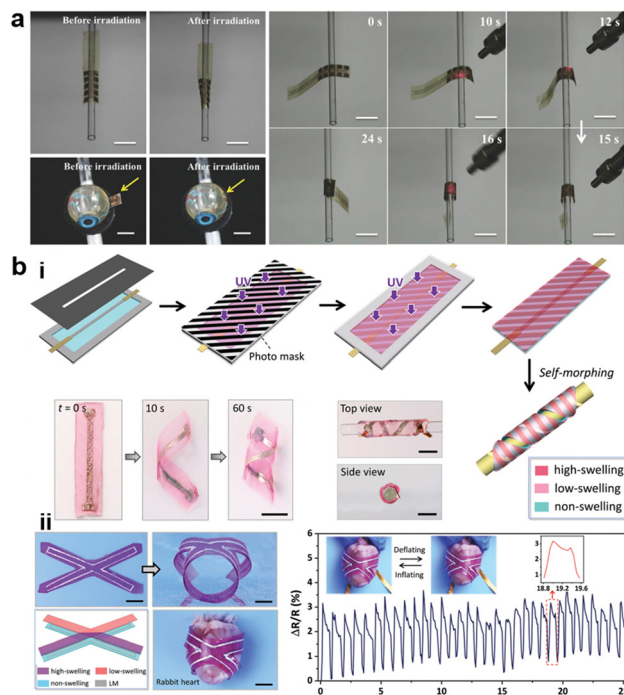 a
Before irradiation
After irradiation
0 s
10 s
12 s
Before irradiation
After irradiation
24 s
16 s
15 s
b i
UV
UV
Photo mask
Self-morphing
t = 0 s
10 s
60 s
Top view
Side view
high-swelling
low-swelling
non-swelling
ii
high-swelling
low-swelling
non-swelling
LM
Rabbit heart
ΔR/R (%)
6
5
4
3
2
1
0
Deflating
Inflating
3
2
1
18.8 19.2 19.6
0 5 10 15 20 25